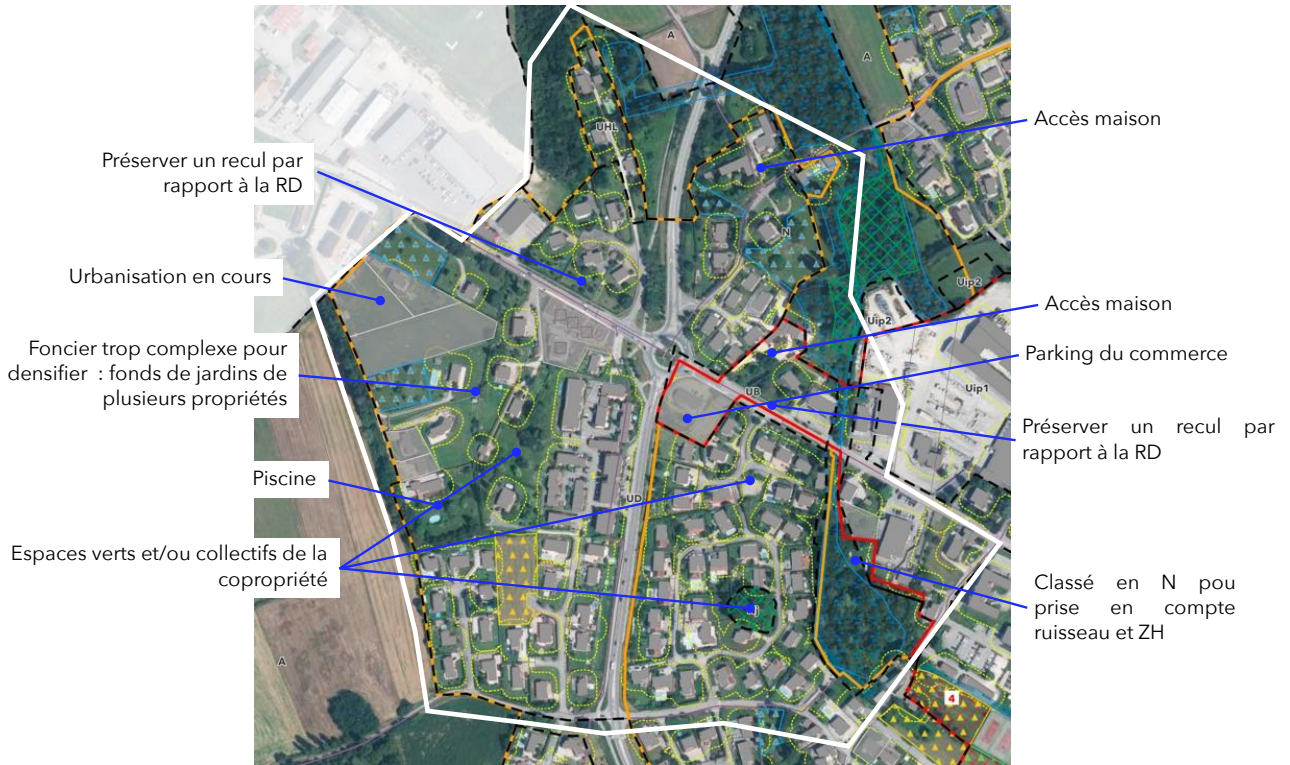 Préserver un recul par
rapport à la RD
Urbanisation en cours
Foncier trop complexe pour
densifier : fonds de jardins de
plusieurs propriétés
Piscine
Espaces verts et/ou collectifs de la
copropriété
A
A
UHL
N
Uip2
Uip2
Uip1
UB
UD
A
4
Accès maison
Accès maison
Parking du commerce
Préserver un recul par
rapport à la RD
Classé en N pou
prise en compte
ruisseau et ZH